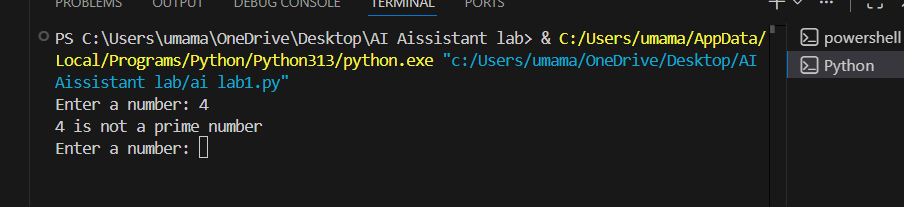 PROBLEMS OUTPUT DEBUG CONSOLE TERMINAL PORTS
PS C:\Users\umama\OneDrive\Desktop\AI Aissistant lab> & C:/Users/umama/AppData/
Local/Programs/Python/Python313/python.exe "c:/Users/umama/OneDrive/Desktop/AI
Aissistant lab/ai lab1.py"
Enter a number: 4
4 is not a prime number
Enter a number:
powershell
Python